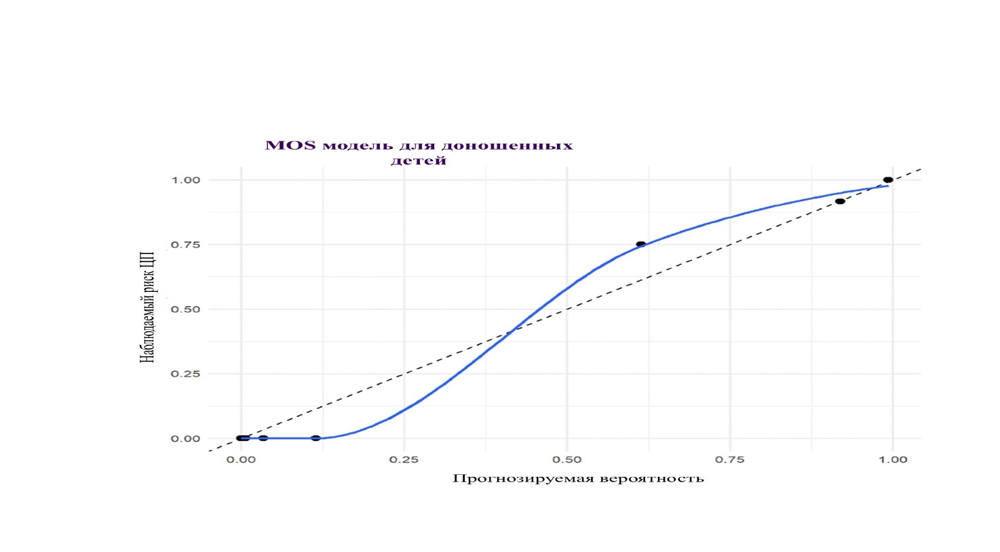 MOS модель для доношенных
детей
1.00
0.75
0.50
0.25
0.00
Наблюдаемый риск ЦП
0.00 0.25 0.50 0.75 1.00
Прогнозируемая вероятность